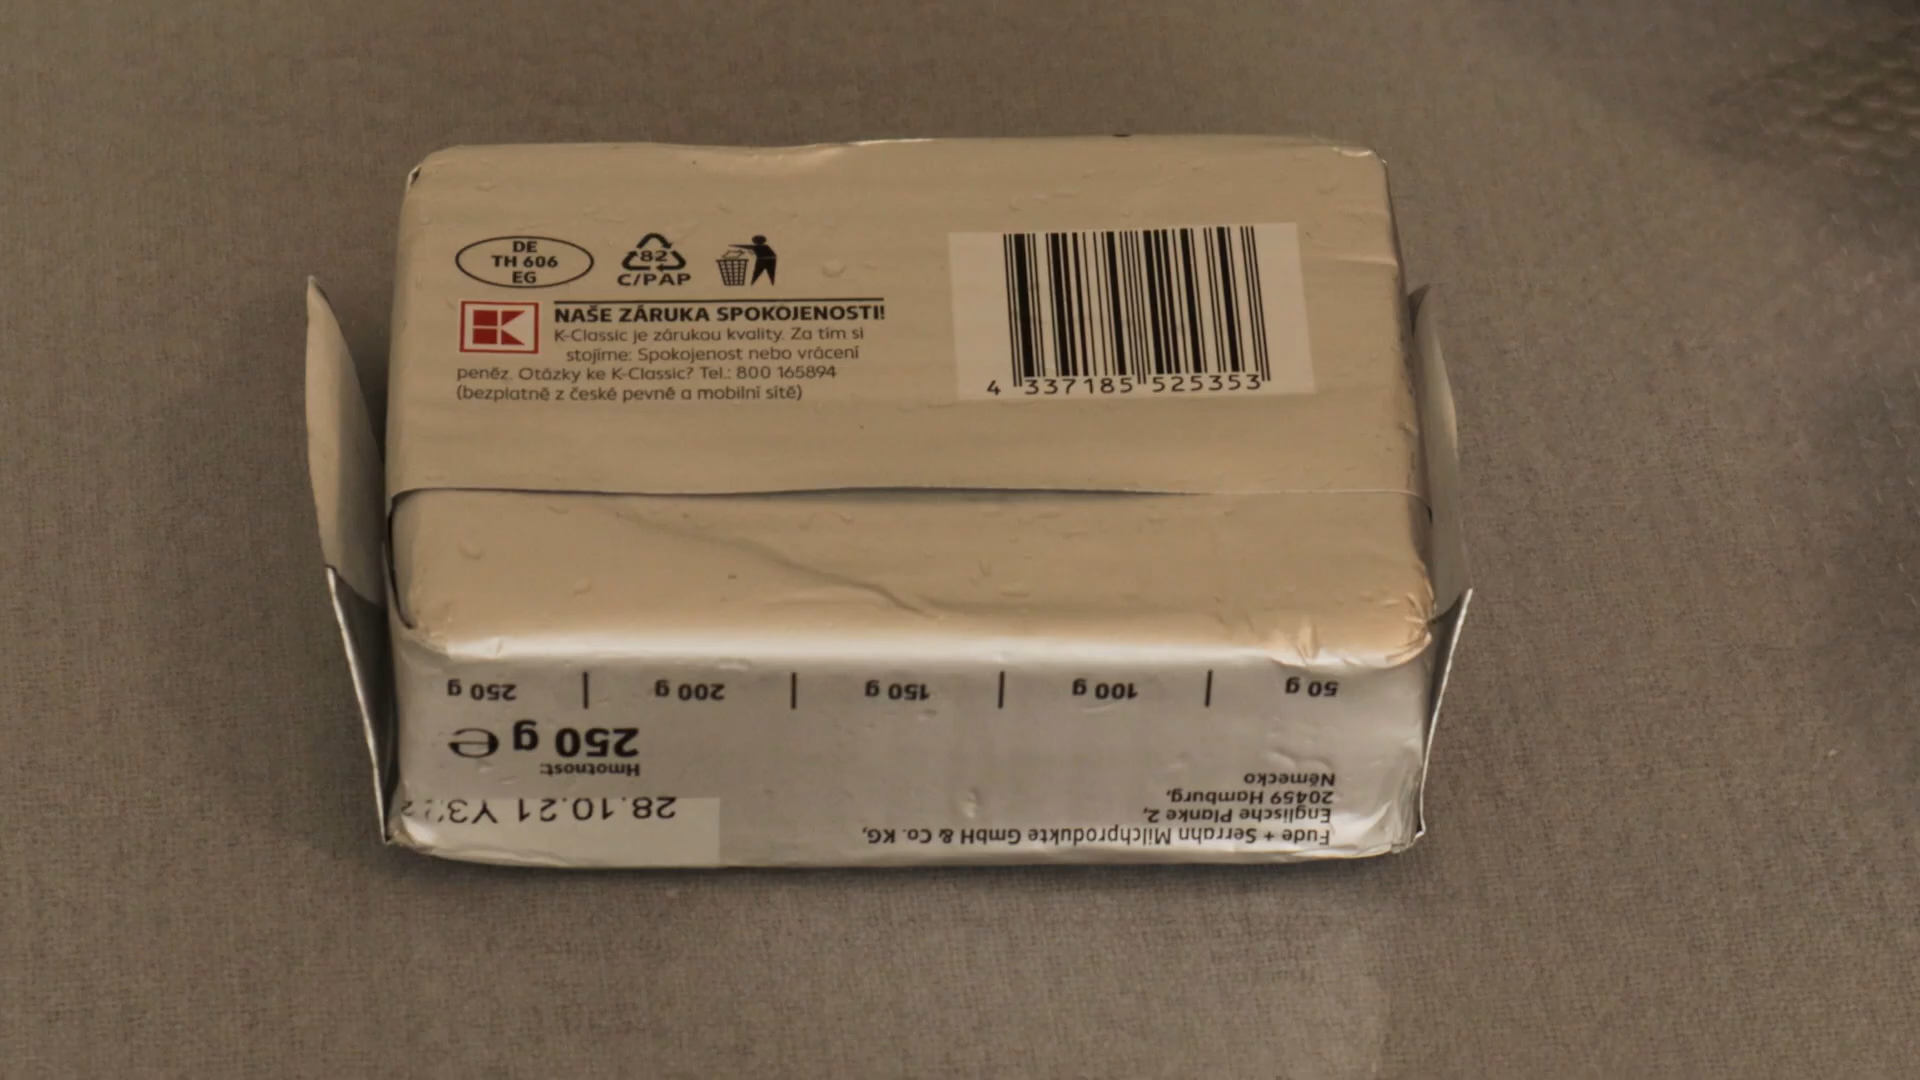 DE
TH 606
EG
82
C/PAP
K
NAŠE ZÁRUKA SPOKOJENOSTI!
K-Classic je zárukou kvality. Za tím si
stojíme: Spokojenost nebo vrácení
peněz. Otázky ke K-Classic? Tel.: 800 165894
(bezplatně z české pevné a mobilní sítě)
4 337185 525353
Fude + Serrahn Milchprodukte GmbH & Co. KG,
Englische Planke 2,
20459 Hamburg,
Německo
28.10.21
Hmotnost:
250 g e
50 g | 100 g | 150 g | 200 g | 250 g